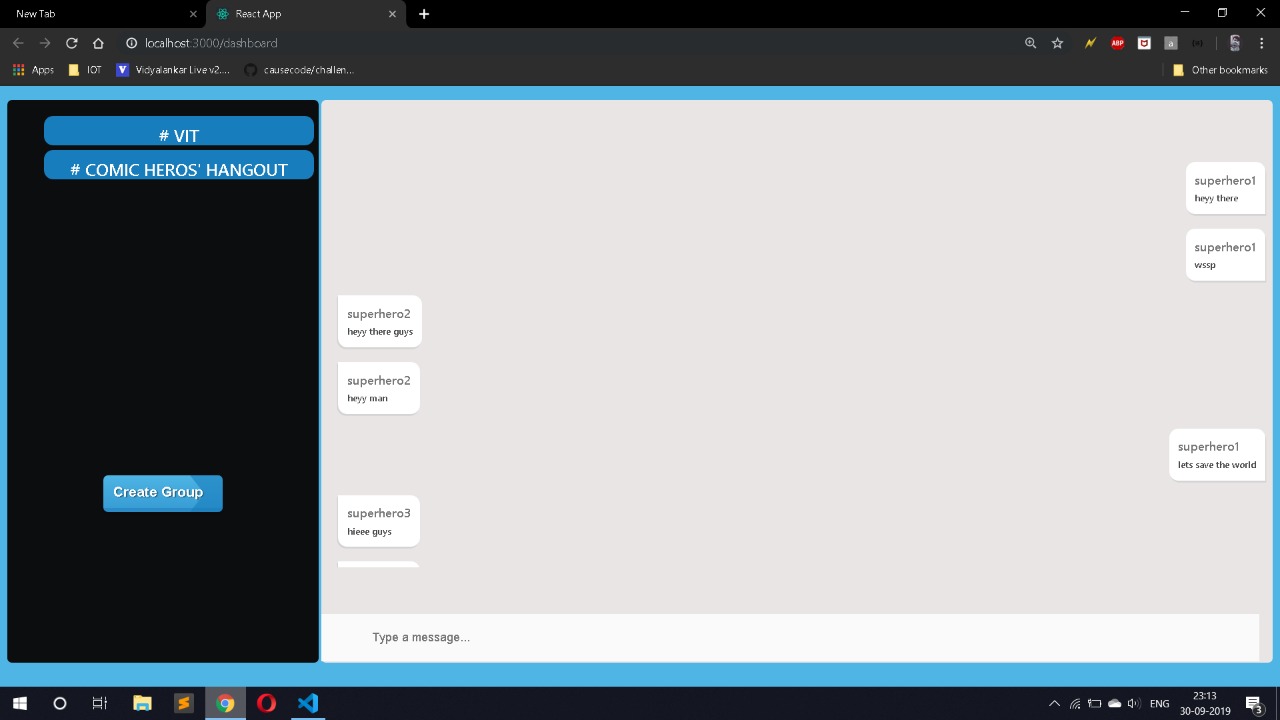 New Tab
React App
localhost:3000/dashboard
ABP
a
Apps
IOT
V
Vidyalankar Live v2....
causecode/challen...
Other bookmarks
# VIT
# COMIC HEROS' HANGOUT
superhero1
heyy there
superhero1
wssp
superhero2
heyy there guys
superhero2
heyy man
superhero1
lets save the world
superhero3
hieee guys
Create Group
Type a message...
ENG
23:13
30-09-2019
3